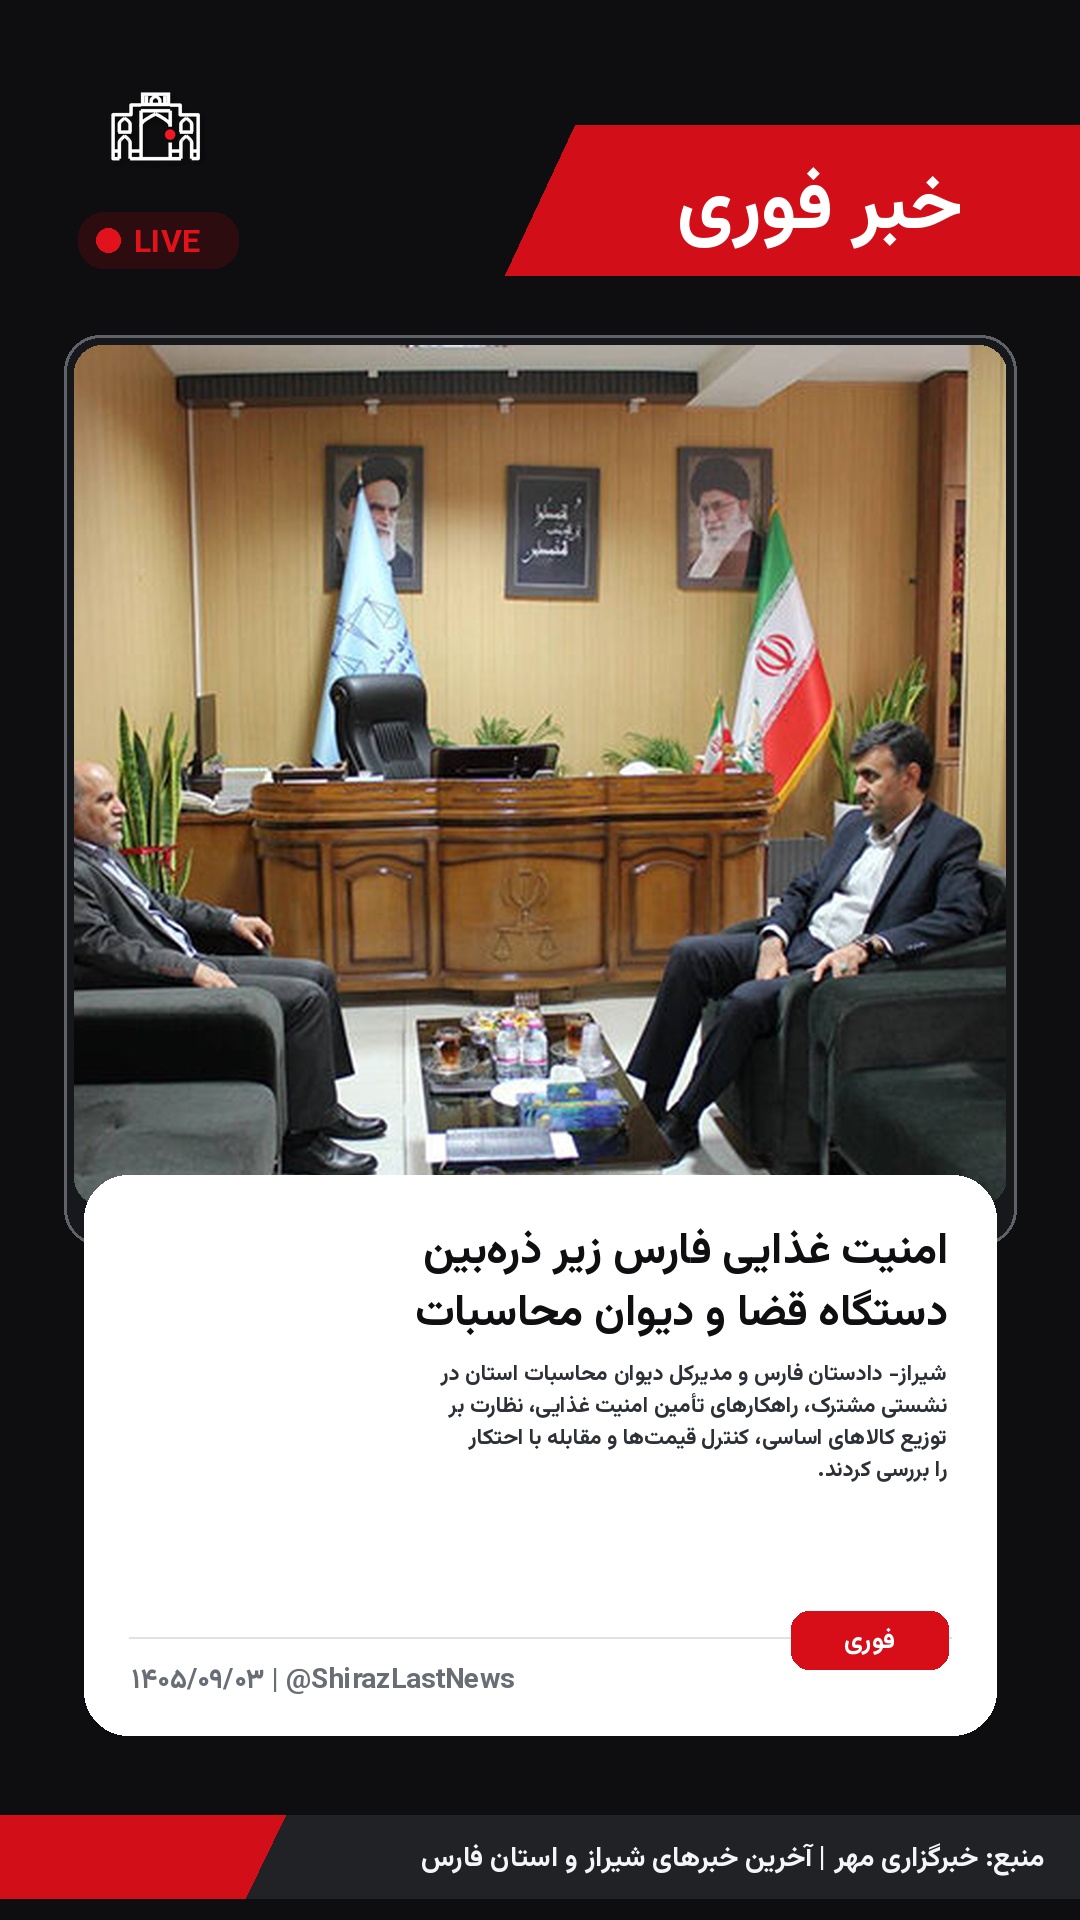 خبر فوری
LIVE
امنیت غذایی فارس زیر ذره‌بین
دستگاه قضا و دیوان محاسبات
شیراز- دادستان فارس و مدیرکل دیوان محاسبات استان در
نشستی مشترک، راهکارهای تأمین امنیت غذایی، نظارت بر
توزیع کالاهای اساسی، کنترل قیمت‌ها و مقابله با احتکار
را بررسی کردند.
فوری
۱۴۰۵/۰۹/۰۳ | @ShirazLastNews
منبع: خبرگزاری مهر | آخرین خبرهای شیراز و استان فارس